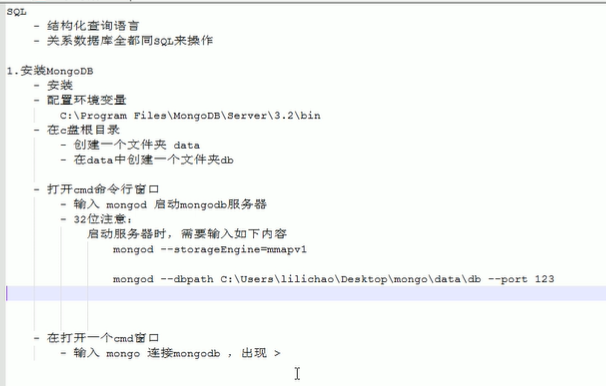 SQL
- 结构化查询语言
- 关系数据库全都同SQL来操作
1.安装MongoDB
- 安装
- 配置环境变量
C:\Program Files\MongoDB\Server\3.2\bin
- 在c盘根目录
- 创建一个文件夹 data
- 在data中创建一个文件夹db
- 打开cmd命令行窗口
- 输入 mongod 启动mongodb服务器
- 32位注意:
启动服务器时, 需要输入如下内容
mongod --storageEngine=mmapv1
mongod --dbpath C:\Users\lilichao\Desktop\mongo\data\db --port 123
- 在打开一个cmd窗口
- 输入 mongo 连接mongodb , 出现 >